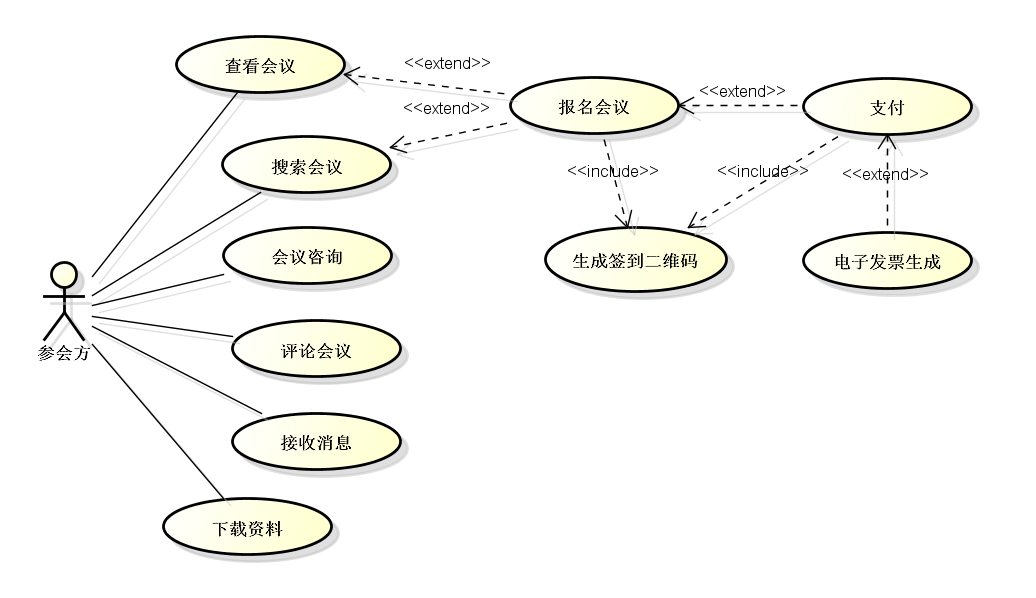 查看会议
<<extend>>
报名会议
<<extend>>
支付
<<extend>>
搜索会议
<<include>>
<<include>>
<<extend>>
会议咨询
生成签到二维码
电子发票生成
参会方
评论会议
接收消息
下载资料